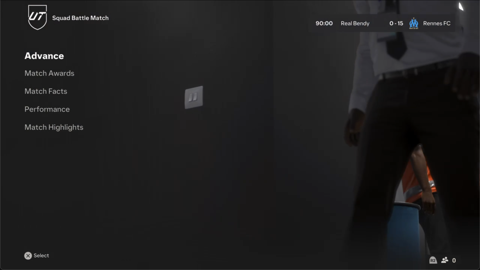 UT Squad Battle Match
90:00 Real Bendy 0 - 15 Rennes FC
Advance
Match Awards
Match Facts
Performance
Match Highlights
Select
0